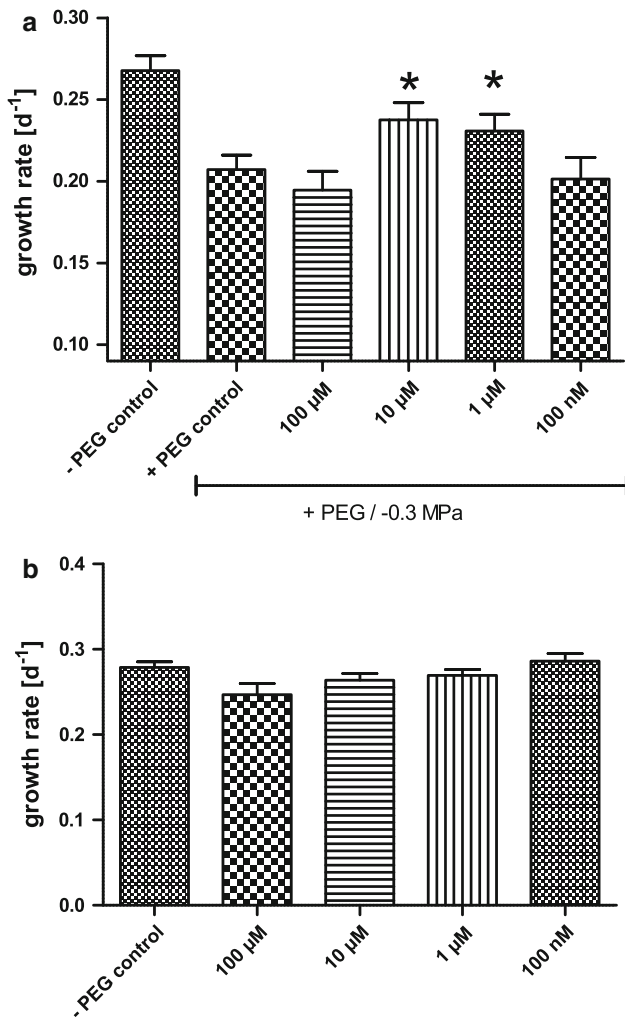 a
growth rate [d-1]
0.30
0.25
0.20
0.15
0.10
* *
- PEG control
+ PEG control
100 µM
10 µM
1 µM
100 nM
+ PEG / -0.3 MPa
b
growth rate [d-1]
0.4
0.3
0.2
0.1
0.0
- PEG control
100 µM
10 µM
1 µM
100 nM